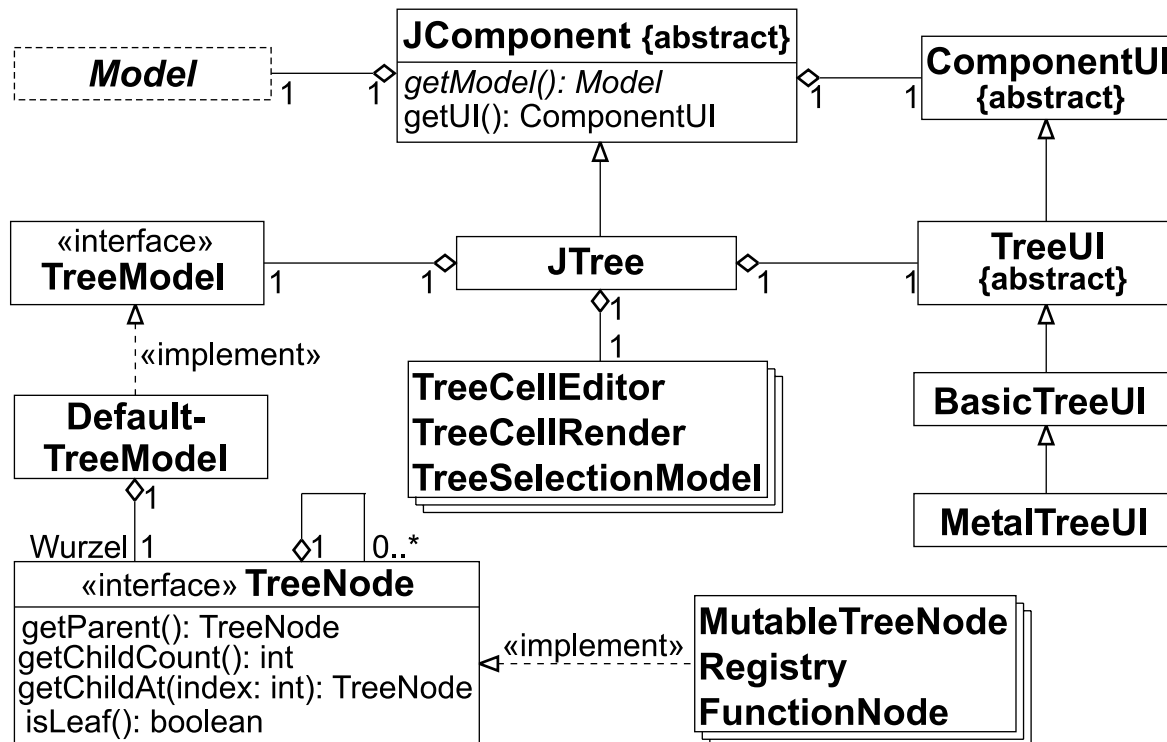 Model
1
1
JComponent {abstract}
getModel(): Model
getUI(): ComponentUI
1
1
ComponentUI
{abstract}
«interface»
TreeModel
1
1
JTree
1
1
TreeUI
{abstract}
1
1
«implement»
Default-
TreeModel
1
Wurzel 1
TreeCellEditor
TreeCellRender
TreeSelectionModel
BasicTreeUI
MetalTreeUI
1
0..*
«interface» TreeNode
getParent(): TreeNode
getChildCount(): int
getChildAt(index: int): TreeNode
isLeaf(): boolean
«implement»
MutableTreeNode
Registry
FunctionNode